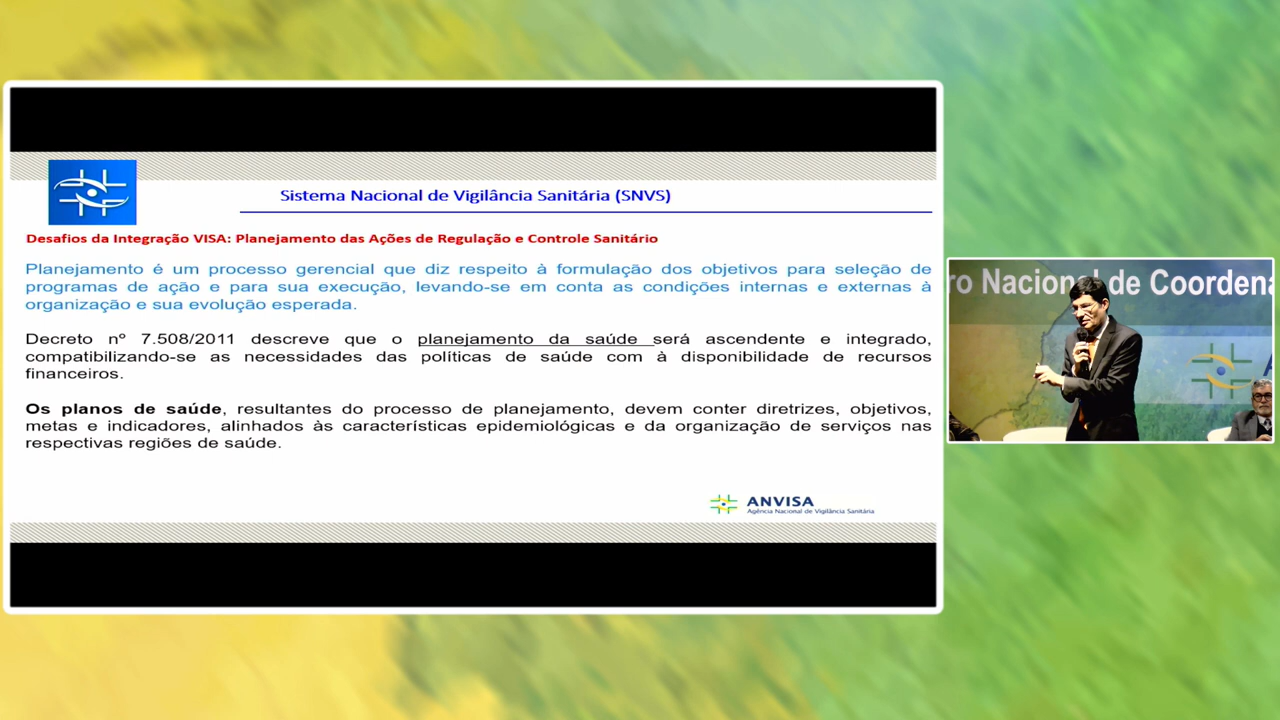 Sistema Nacional de Vigilância Sanitária (SNVS)
Desafios da Integração VISA: Planejamento das Ações de Regulação e Controle Sanitário
Planejamento é um processo gerencial que diz respeito à formulação dos objetivos para seleção de
programas de ação e para sua execução, levando-se em conta as condições internas e externas à
organização e sua evolução esperada.
Decreto nº 7.508/2011 descreve que o planejamento da saúde será ascendente e integrado,
compatibilizando-se as necessidades das políticas de saúde com à disponibilidade de recursos
financeiros.
Os planos de saúde, resultantes do processo de planejamento, devem conter diretrizes, objetivos,
metas e indicadores, alinhados às características epidemiológicas e da organização de serviços nas
respectivas regiões de saúde.
ANVISA
Agência Nacional de Vigilância Sanitária
ro Nacional de Coordena